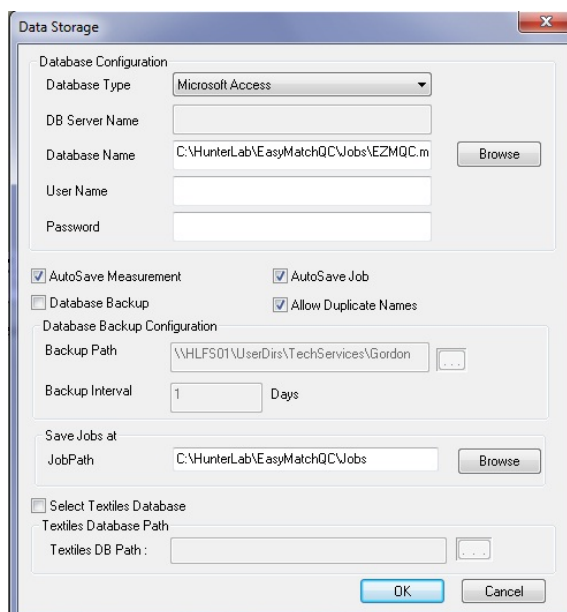 Data Storage
Database Configuration
Database Type Microsoft Access
DB Server Name
Database Name C:\HunterLab\EasyMatchQC\Jobs\EZMQC.m Browse
User Name
Password
AutoSave Measurement AutoSave Job
Database Backup Allow Duplicate Names
Database Backup Configuration
Backup Path \\HLFS01\UserDirs\TechServices\Gordon ...
Backup Interval 1 Days
Save Jobs at
JobPath C:\HunterLab\EasyMatchQC\Jobs Browse
Select Textiles Database
Textiles Database Path
Textiles DB Path : ...
OK Cancel